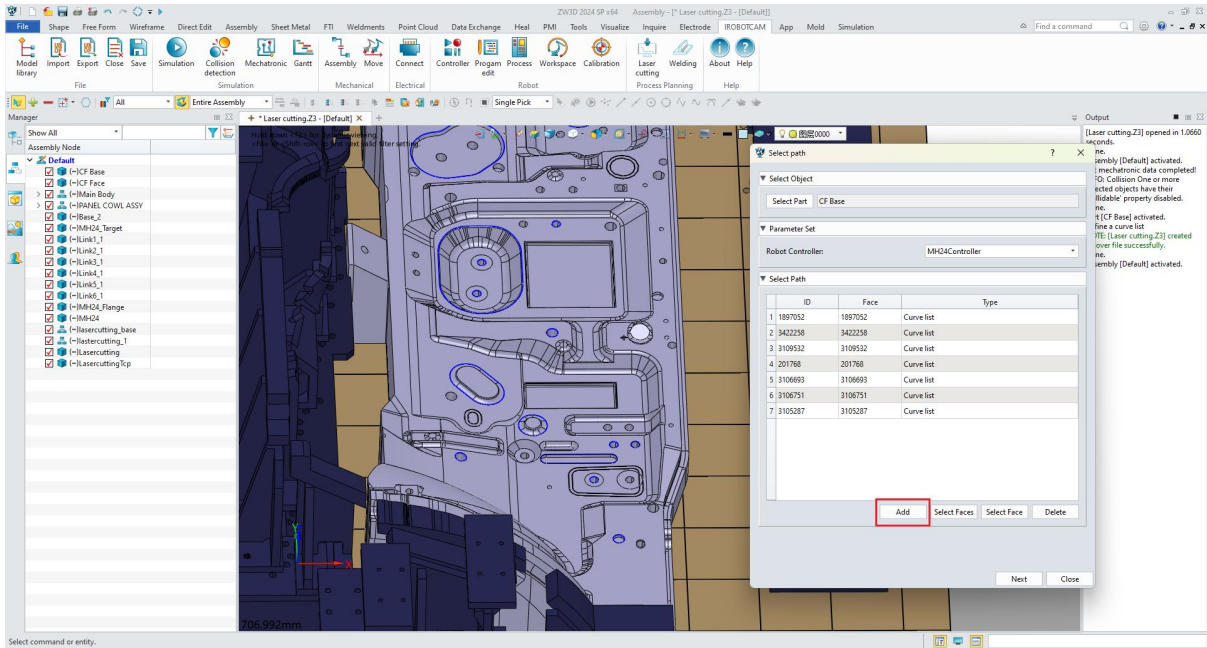 ZW3D 2024 SP x64 Assembly - [* Laser cutting.Z3 - [Default]]
File Shape Free Form Wireframe Direct Edit Assembly Sheet Metal FTI Weldments Point Cloud Data Exchange Heal PMI Tools Visualize Inquire Electrode IROBOTCAM App Mold Simulation Find a command
Model library Import Export Close Save Simulation Collision detection Mechatronic Gantt Assembly Move Connect Controller Progam edit Process Workspace Calibration Laser cutting Welding About Help
File Simulation Mechanical Electrical Robot Process Planning Help
All Entire Assembly Single Pick
Manager + * Laser cutting.Z3 - [Default] × + Output
Show All
Assembly Node
Default
(-)CF Base
(-)CF Face
(-)Main Body
(-)PANEL COWL ASSY
(-)Base_2
(-)MH24_Target
(-)Link1_1
(-)Link2_1
(-)Link3_1
(-)Link4_1
(-)Link5_1
(-)Link6_1
(-)MH24_Flange
(-)MH24
(-)lasercutting_base
(-)lastercutting_1
(-)Lasercutting
(-)LasercuttingTcp
图层0000
Y
X
706.992mm
Select path ? ×
Select Object
Select Part CF Base
Parameter Set
Robot Controller: MH24Controller
Select Path
ID Face Type
1 1897052 1897052 Curve list
2 3422258 3422258 Curve list
3 3109532 3109532 Curve list
4 201768 201768 Curve list
5 3106693 3106693 Curve list
6 3106751 3106751 Curve list
7 3105287 3105287 Curve list
Add Select Faces Select Face Delete
Next Close
[Laser cutting.Z3] opened in 1.0660
seconds.
me.
sembly [Default] activated.
mechatronic data completed!
FO: Collision One or more
ected objects have their
llidable' property disabled.
me.
rt [CF Base] activated.
fine a curve list
OTE: [Laser cutting.Z3] created
over file successfully.
me.
sembly [Default] activated.
Select command or entity.